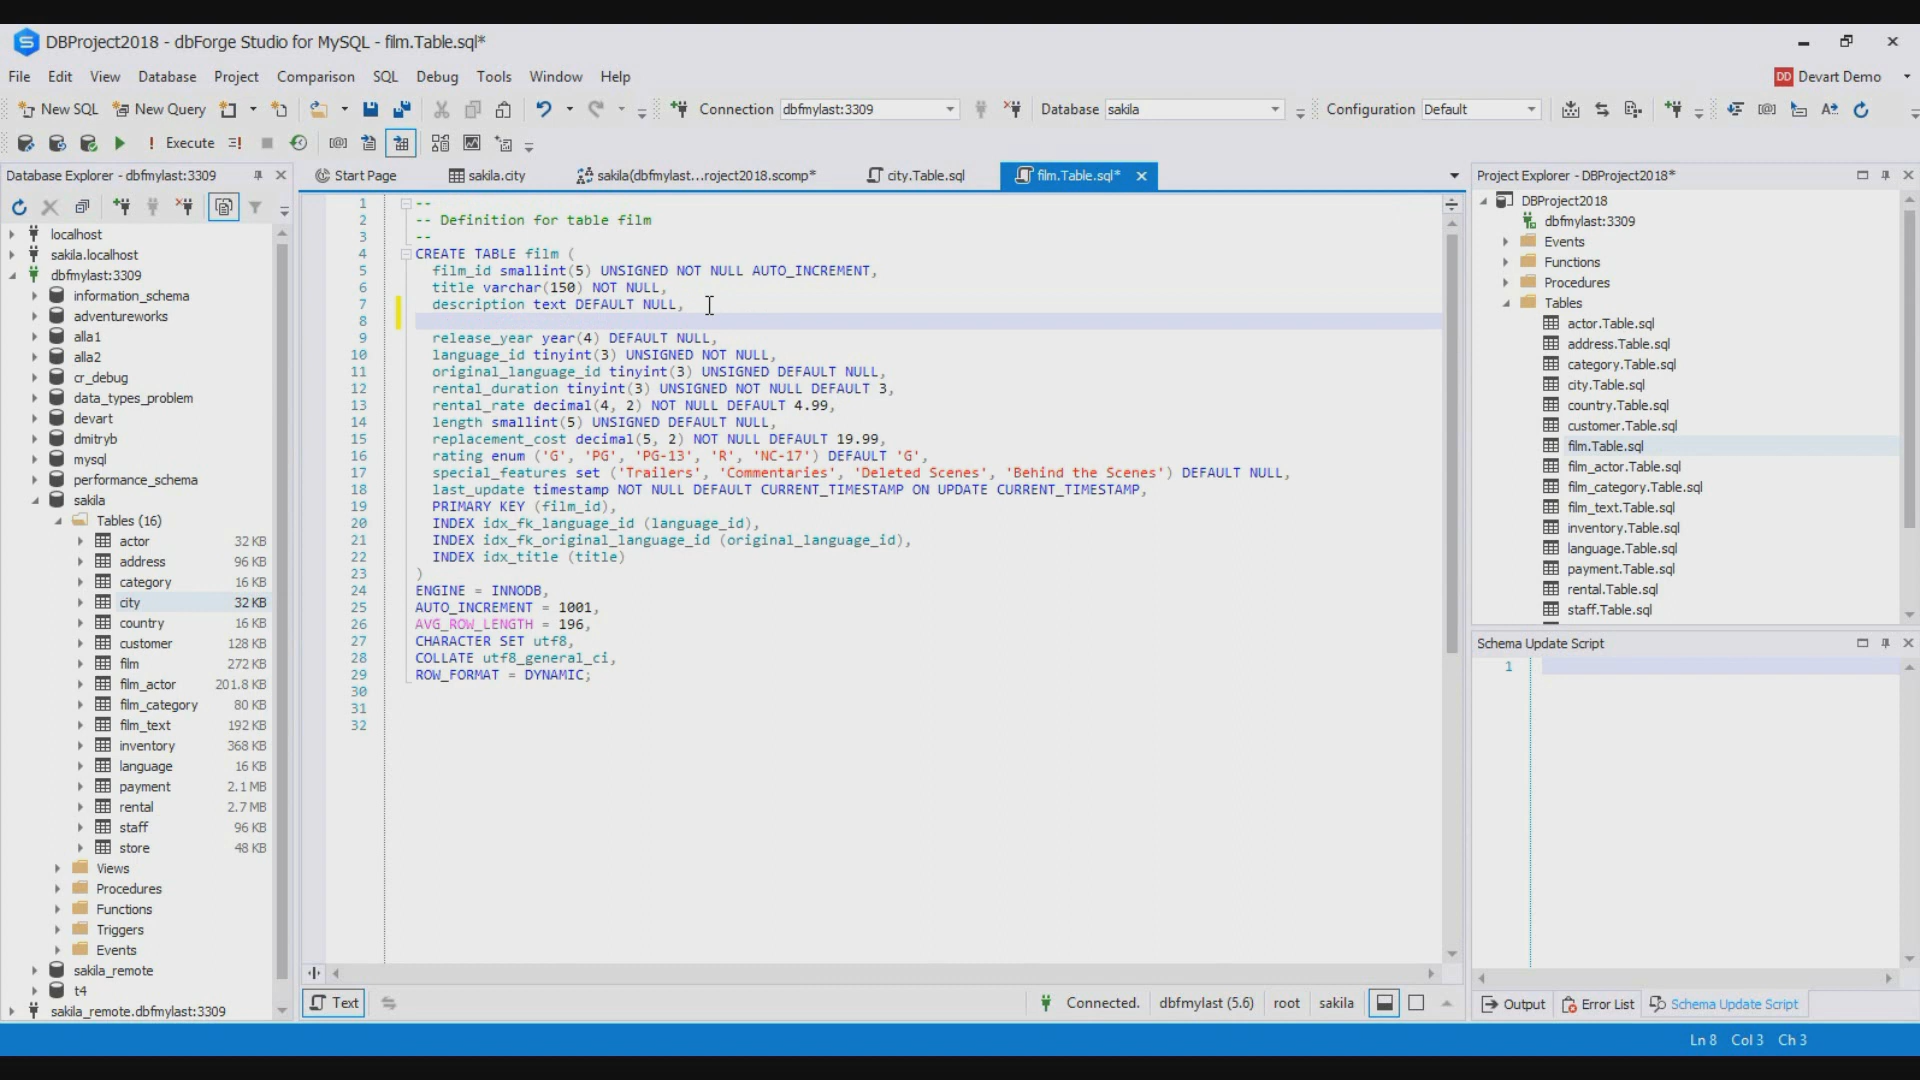 DBProject2018 - dbForge Studio for MySQL - film.Table.sql*
File Edit View Database Project Comparison SQL Debug Tools Window Help
DD Devart Demo
New SQL New Query Connection dbfmylast:3309 Database sakila Configuration Default
Execute
Database Explorer - dbfmylast:3309
localhost
sakila.localhost
dbfmylast:3309
information_schema
adventureworks
alla1
alla2
cr_debug
data_types_problem
devart
dmitryb
mysql
performance_schema
sakila
Tables (16)
actor 32 KB
address 96 KB
category 16 KB
city 32 KB
country 16 KB
customer 128 KB
film 272 KB
film_actor 201.8 KB
film_category 80 KB
film_text 192 KB
inventory 368 KB
language 16 KB
payment 2.1 MB
rental 2.7 MB
staff 96 KB
store 48 KB
Views
Procedures
Functions
Triggers
Events
sakila_remote
t4
sakila_remote.dbfmylast:3309
Start Page sakila.city sakila(dbfmylast...roject2018.scomp* city.Table.sql film.Table.sql*
1 --
2 -- Definition for table film
3 --
4 CREATE TABLE film (
5 film_id smallint(5) UNSIGNED NOT NULL AUTO_INCREMENT,
6 title varchar(150) NOT NULL,
7 description text DEFAULT NULL,
8
9 release_year year(4) DEFAULT NULL,
10 language_id tinyint(3) UNSIGNED NOT NULL,
11 original_language_id tinyint(3) UNSIGNED DEFAULT NULL,
12 rental_duration tinyint(3) UNSIGNED NOT NULL DEFAULT 3,
13 rental_rate decimal(4, 2) NOT NULL DEFAULT 4.99,
14 length smallint(5) UNSIGNED DEFAULT NULL,
15 replacement_cost decimal(5, 2) NOT NULL DEFAULT 19.99,
16 rating enum ('G', 'PG', 'PG-13', 'R', 'NC-17') DEFAULT 'G',
17 special_features set ('Trailers', 'Commentaries', 'Deleted Scenes', 'Behind the Scenes') DEFAULT NULL,
18 last_update timestamp NOT NULL DEFAULT CURRENT_TIMESTAMP ON UPDATE CURRENT_TIMESTAMP,
19 PRIMARY KEY (film_id),
20 INDEX idx_fk_language_id (language_id),
21 INDEX idx_fk_original_language_id (original_language_id),
22 INDEX idx_title (title)
23 )
24 ENGINE = INNODB,
25 AUTO_INCREMENT = 1001,
26 AVG_ROW_LENGTH = 196,
27 CHARACTER SET utf8,
28 COLLATE utf8_general_ci,
29 ROW_FORMAT = DYNAMIC;
30
31
32
Text Connected. dbfmylast (5.6) root sakila
Project Explorer - DBProject2018*
DBProject2018
dbfmylast:3309
Events
Functions
Procedures
Tables
actor.Table.sql
address.Table.sql
category.Table.sql
city.Table.sql
country.Table.sql
customer.Table.sql
film.Table.sql
film_actor.Table.sql
film_category.Table.sql
film_text.Table.sql
inventory.Table.sql
language.Table.sql
payment.Table.sql
rental.Table.sql
staff.Table.sql
Schema Update Script
1
Output Error List Schema Update Script
Ln 8 Col 3 Ch 3